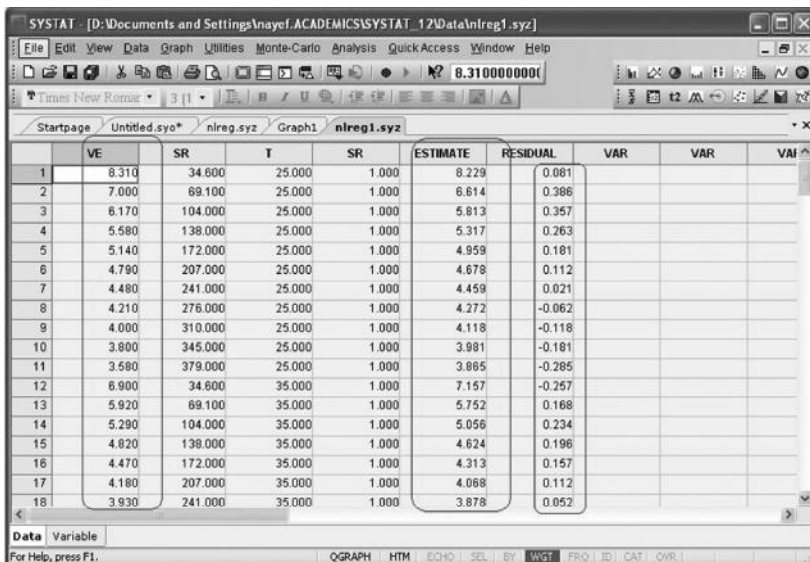 SYSTAT - [D:\Documents and Settings\nayef.ACADEMICS\SYSTAT_12\Data\nlreg1.syz]
File Edit View Data Graph Utilities Monte-Carlo Analysis QuickAccess Window Help
8.310000000(
Times New Romar 3 [1 B I U A t2
Startpage Untitled.syo* nlreg.syz Graph1 nlreg1.syz
VE SR T SR ESTIMATE RESIDUAL VAR VAR VAR
1 8.310 34.600 25.000 1.000 8.229 0.081
2 7.000 69.100 25.000 1.000 6.614 0.386
3 6.170 104.000 25.000 1.000 5.813 0.357
4 5.580 138.000 25.000 1.000 5.317 0.263
5 5.140 172.000 25.000 1.000 4.959 0.181
6 4.790 207.000 25.000 1.000 4.678 0.112
7 4.480 241.000 25.000 1.000 4.459 0.021
8 4.210 276.000 25.000 1.000 4.272 -0.062
9 4.000 310.000 25.000 1.000 4.118 -0.118
10 3.800 345.000 25.000 1.000 3.981 -0.181
11 3.580 379.000 25.000 1.000 3.865 -0.285
12 6.900 34.600 35.000 1.000 7.157 -0.257
13 5.920 69.100 35.000 1.000 5.752 0.168
14 5.290 104.000 35.000 1.000 5.056 0.234
15 4.820 138.000 35.000 1.000 4.624 0.196
16 4.470 172.000 35.000 1.000 4.313 0.157
17 4.180 207.000 35.000 1.000 4.068 0.112
18 3.930 241.000 35.000 1.000 3.878 0.052
Data Variable
For Help, press F1. QGRAPH HTM ECHO SEL BY WGT FRQ ID CAT OVR